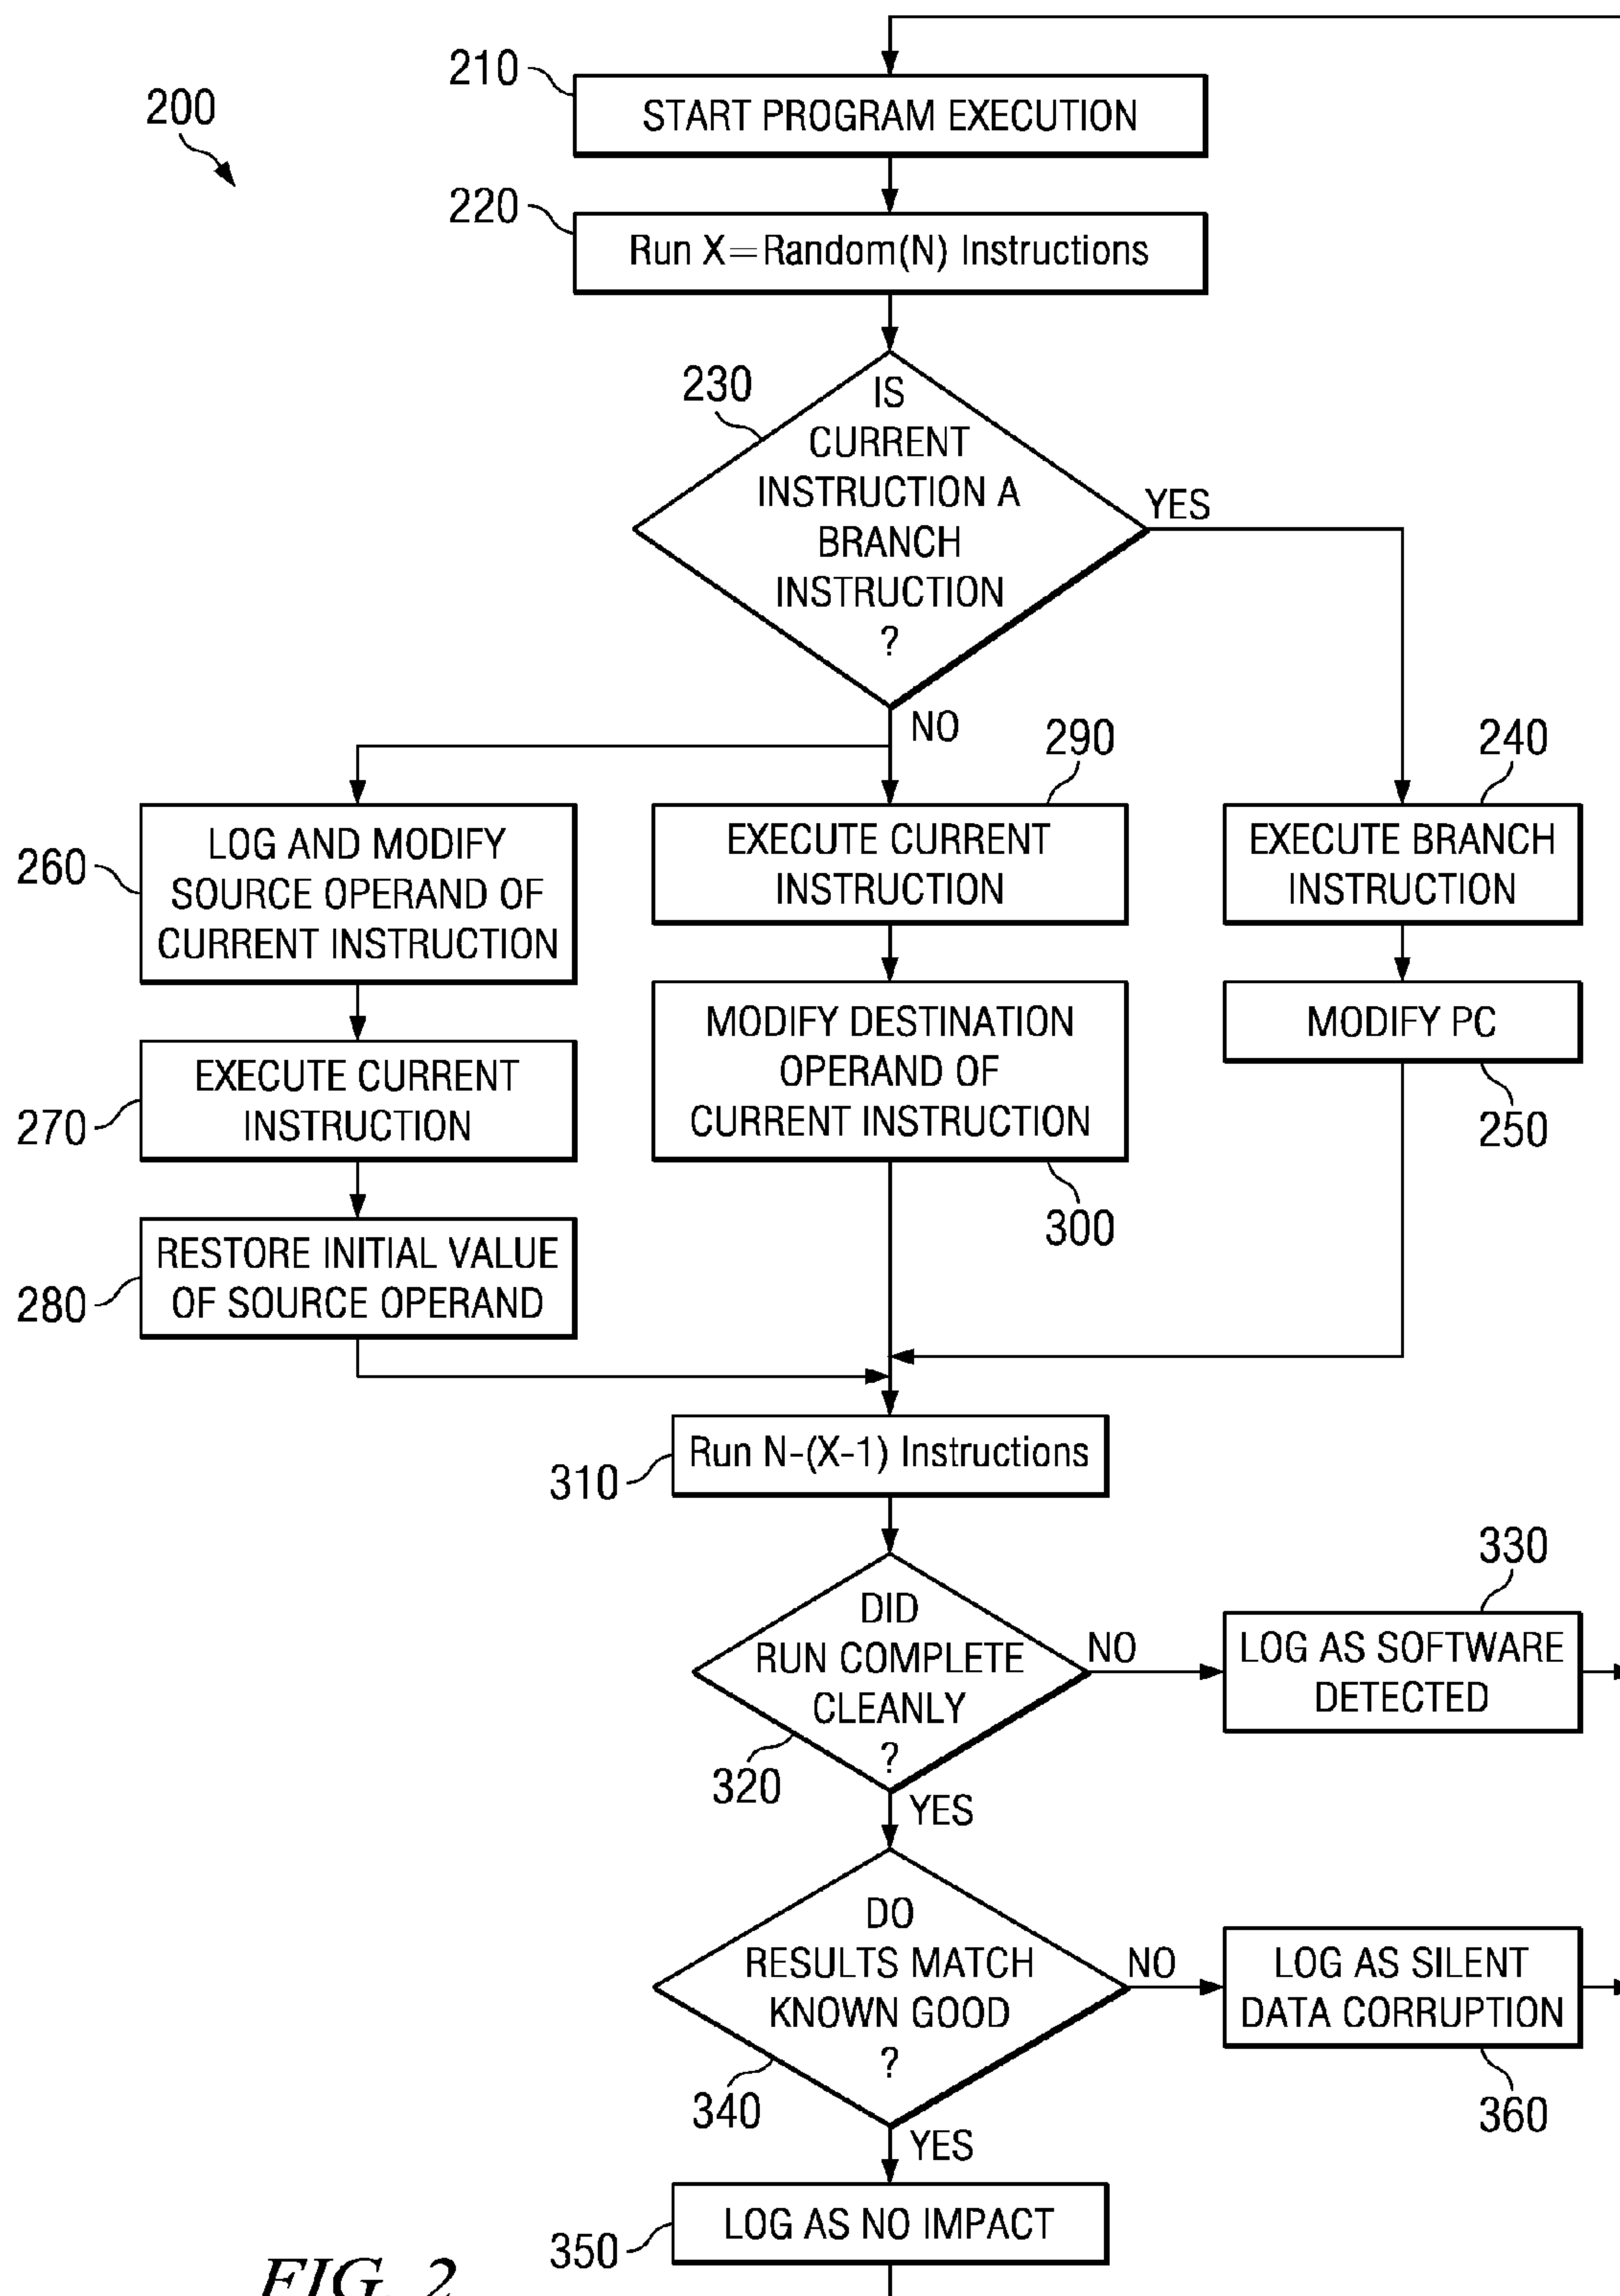 210
START PROGRAM EXECUTION
200
220
Run X=Random(N) Instructions
230
IS
CURRENT
INSTRUCTION A
BRANCH
INSTRUCTION
?
YES
NO
290
240
260
LOG AND MODIFY
SOURCE OPERAND OF
CURRENT INSTRUCTION
EXECUTE CURRENT
INSTRUCTION
EXECUTE BRANCH
INSTRUCTION
270
EXECUTE CURRENT
INSTRUCTION
MODIFY DESTINATION
OPERAND OF
CURRENT INSTRUCTION
300
MODIFY PC
250
280
RESTORE INITIAL VALUE
OF SOURCE OPERAND
310
Run N-(X-1) Instructions
DID
RUN COMPLETE
CLEANLY
?
320
NO
330
LOG AS SOFTWARE
DETECTED
YES
DO
RESULTS MATCH
KNOWN GOOD
?
340
NO
LOG AS SILENT
DATA CORRUPTION
360
YES
350
LOG AS NO IMPACT
FIG. 2